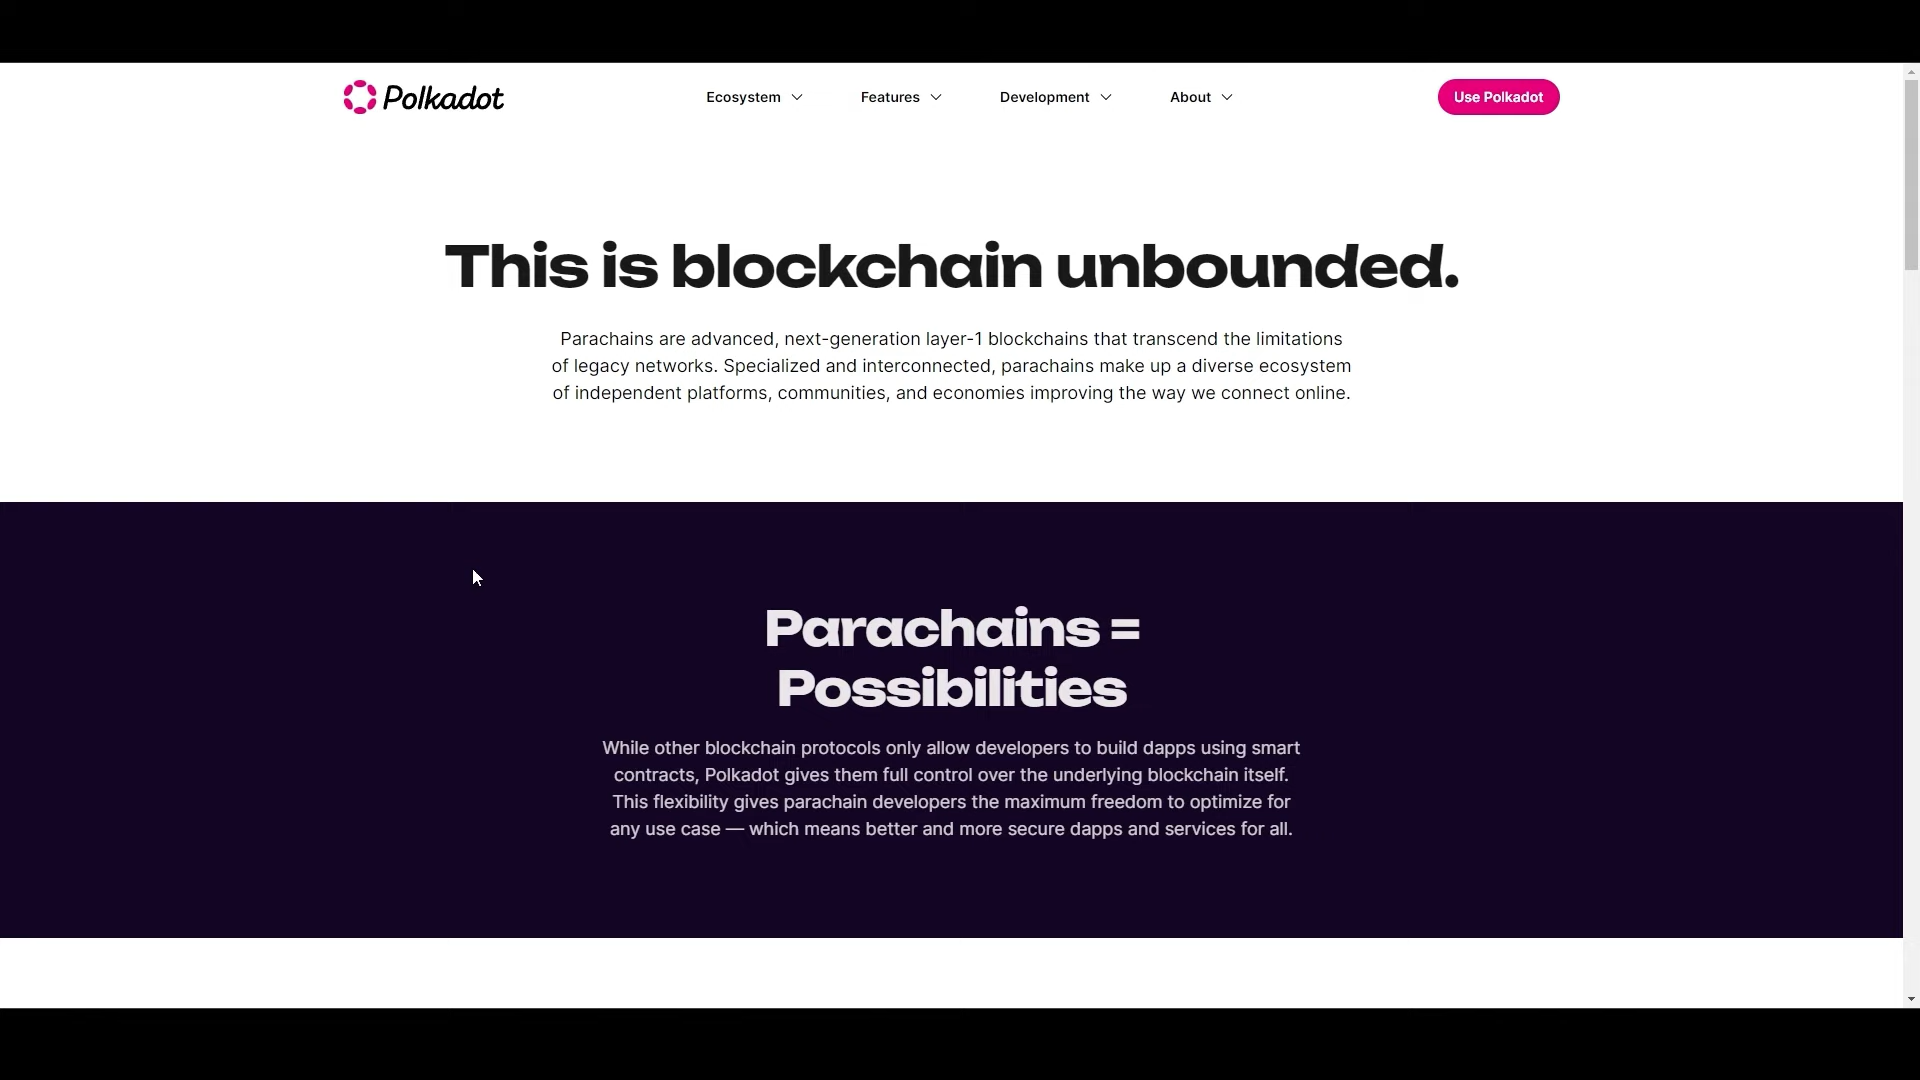 Polkadot
Ecosystem
Features
Development
About
Use Polkadot
This is blockchain unbounded.
Parachains are advanced, next-generation layer-1 blockchains that transcend the limitations
of legacy networks. Specialized and interconnected, parachains make up a diverse ecosystem
of independent platforms, communities, and economies improving the way we connect online.
Parachains =
Possibilities
While other blockchain protocols only allow developers to build dapps using smart
contracts, Polkadot gives them full control over the underlying blockchain itself.
This flexibility gives parachain developers the maximum freedom to optimize for
any use case — which means better and more secure dapps and services for all.